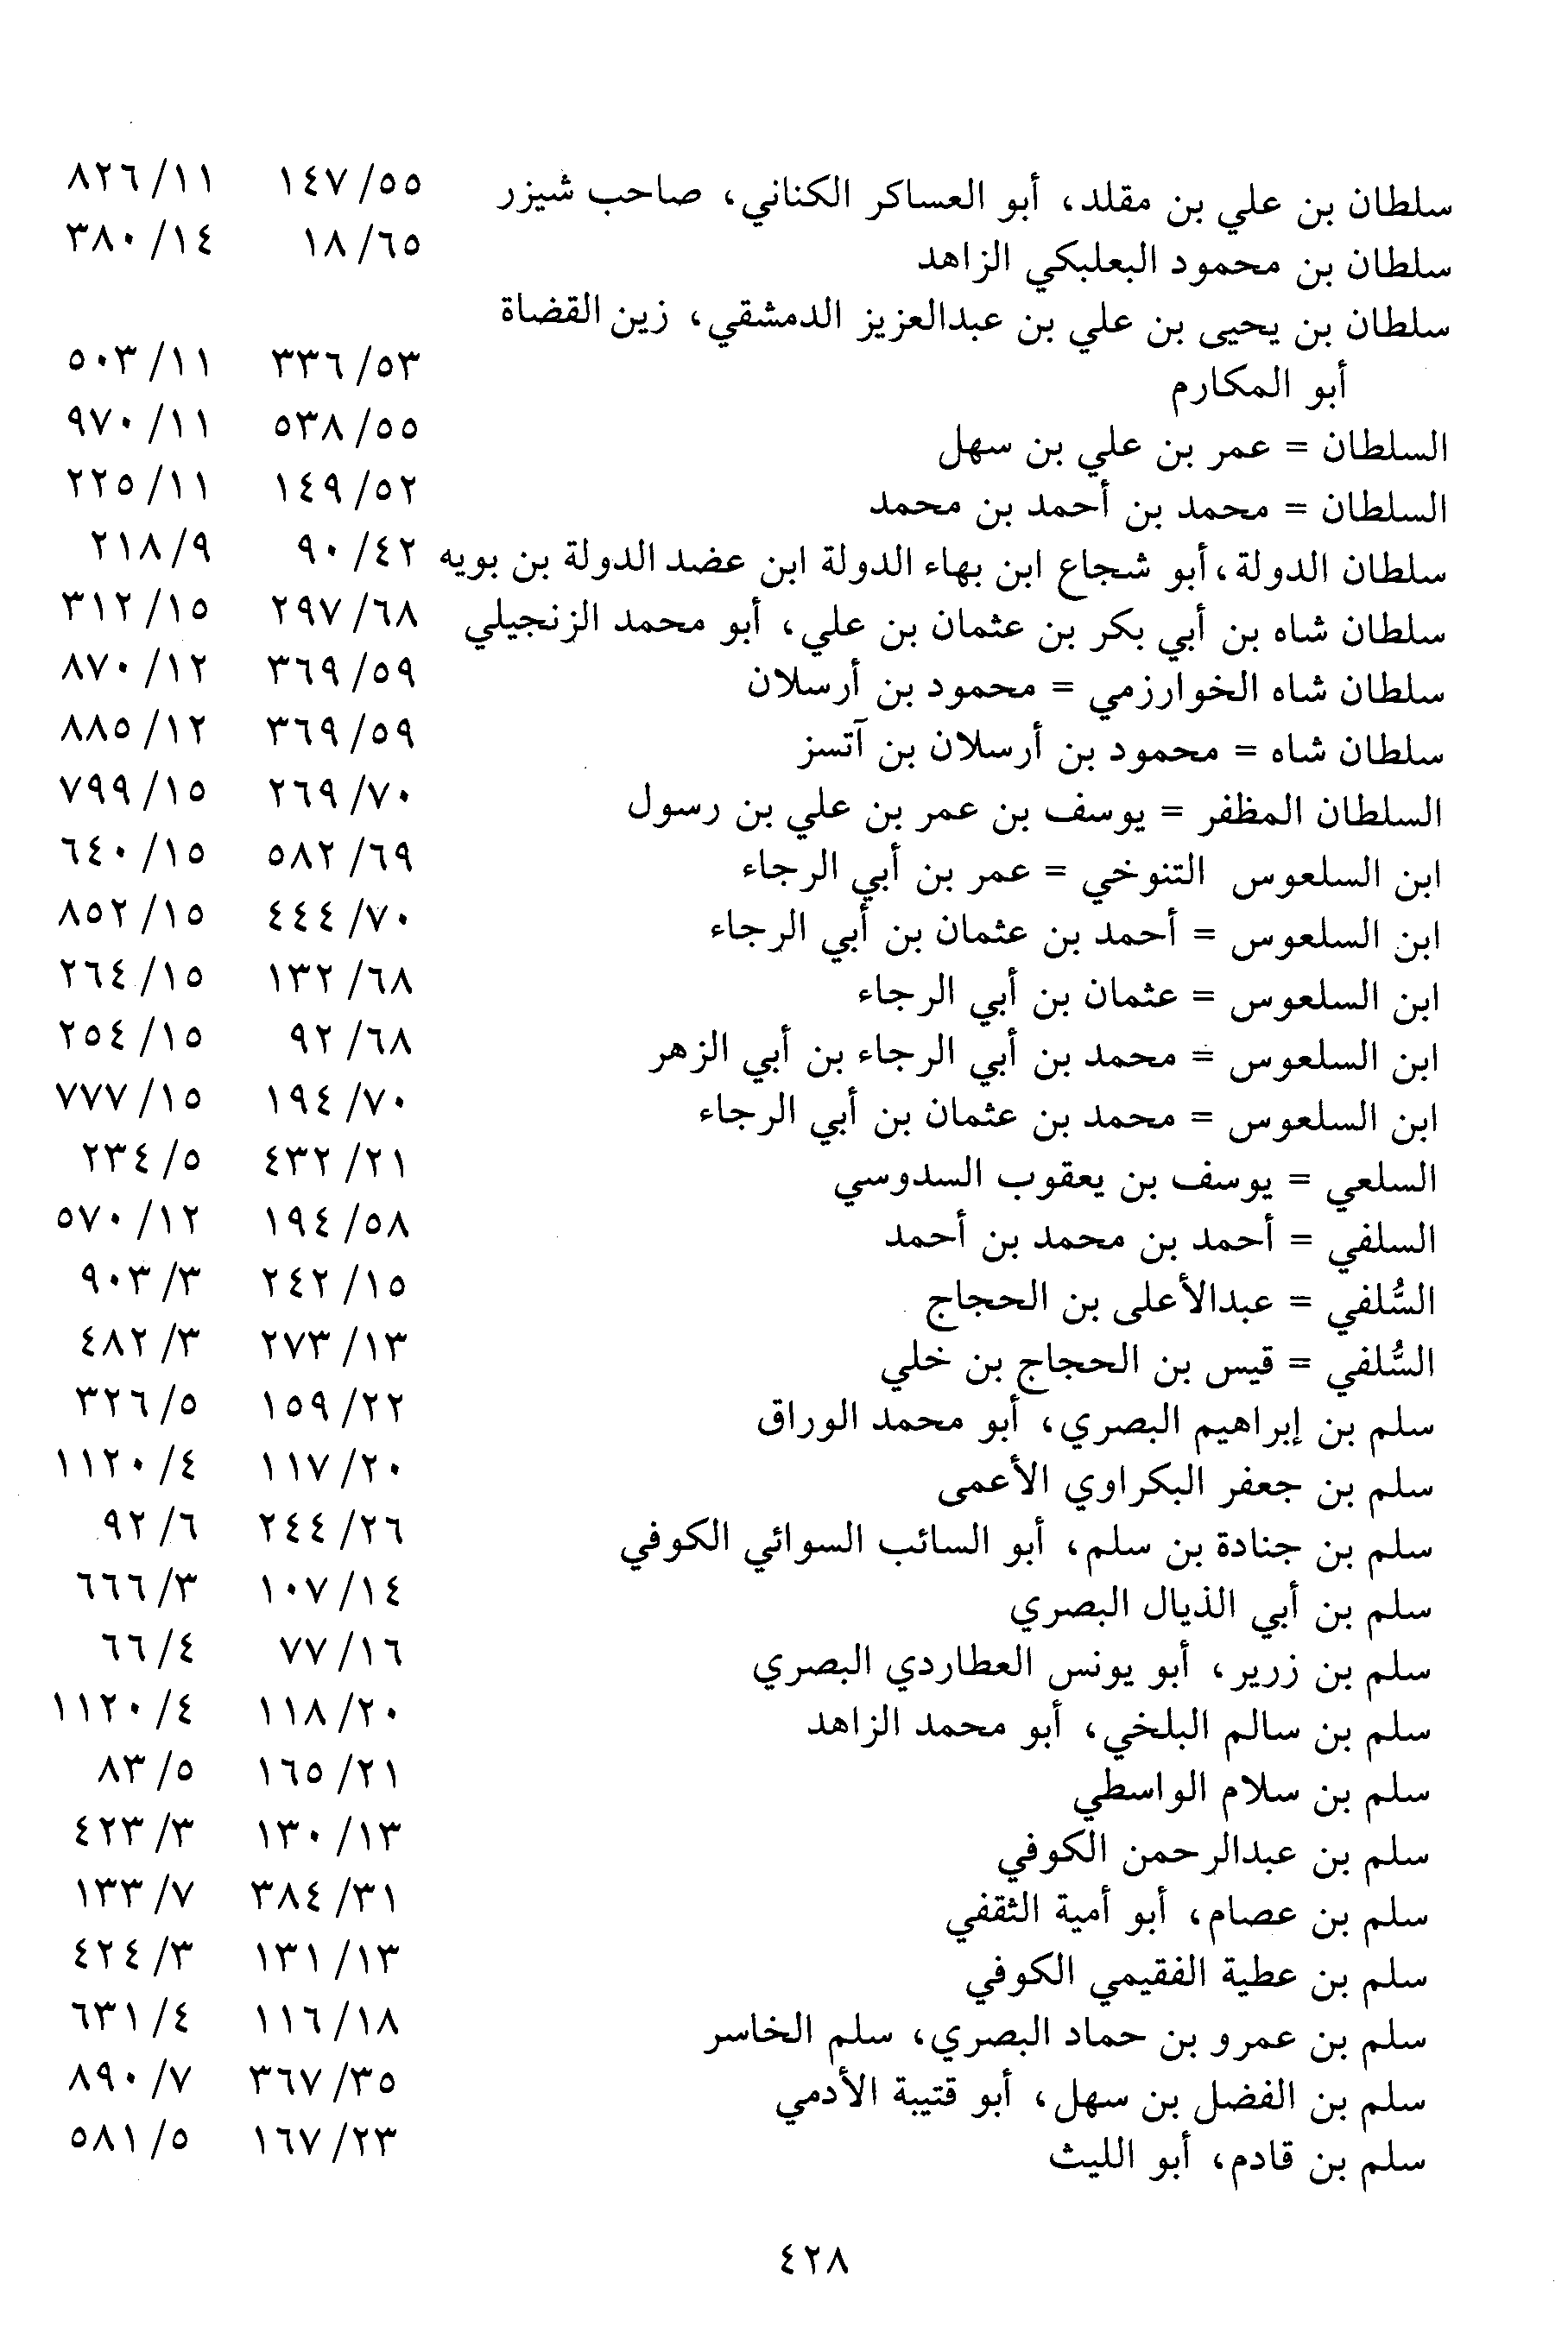 سلطان بن علي بن مقلد، أبو العساكر الكناني، صاحب شيزر ١٤٧/٥٥ ٨٢٦/١١
سلطان بن محمود البعلبكي الزاهد ١٨/٦٥ ٣٨٠/١٤
سلطان بن يحيى بن علي بن عبدالعزيز الدمشقي، زين القضاة
أبو المكارم ٣٣٦/٥٣ ٥٠٣/١١
السلطان = عمر بن علي بن سهل ٥٣٨/٥٥ ٩٧٠/١١
السلطان = محمد بن أحمد بن محمد ١٤٩/٥٢ ٢٢٥/١١
سلطان الدولة، أبو شجاع ابن بهاء الدولة ابن عضد الدولة بن بويه ٩٠/٤٢ ٢١٨/٩
سلطان شاه بن أبي بكر بن عثمان بن علي، أبو محمد الزنجيلي ٢٩٧/٦٨ ٣١٢/١٥
سلطان شاه الخوارزمي = محمود بن أرسلان ٣٦٩/٥٩ ٨٧٠/١٢
سلطان شاه = محمود بن أرسلان بن آتسز ٣٦٩/٥٩ ٨٨٥/١٢
السلطان المظفر = يوسف بن عمر بن علي بن رسول ٢٦٩/٧٠ ٧٩٩/١٥
ابن السلعوس التنوخي = عمر بن أبي الرجاء ٥٨٢/٦٩ ٦٤٠/١٥
ابن السلعوس = أحمد بن عثمان بن أبي الرجاء ٤٤٤/٧٠ ٨٥٢/١٥
ابن السلعوس = عثمان بن أبي الرجاء ١٣٢/٦٨ ٢٦٤/١٥
ابن السلعوس = محمد بن أبي الرجاء بن أبي الزهر ٩٢/٦٨ ٢٥٤/١٥
ابن السلعوس = محمد بن عثمان بن أبي الرجاء ١٩٤/٧٠ ٧٧٧/١٥
السلعي = يوسف بن يعقوب السدوسي ٤٣٢/٢١ ٢٣٤/٥
السلفي = أحمد بن محمد بن أحمد ١٩٤/٥٨ ٥٧٠/١٢
السُّلفي = عبدالأعلى بن الحجاج ٢٤٢/١٥ ٩٠٣/٣
السُّلفي = قيس بن الحجاج بن خلي ٢٧٣/١٣ ٤٨٢/٣
سلم بن إبراهيم البصري، أبو محمد الوراق ١٥٩/٢٢ ٣٢٦/٥
سلم بن جعفر البكراوي الأعمى ١١٧/٢٠ ١١٢٠/٤
سلم بن جنادة بن سلم، أبو السائب السوائي الكوفي ٢٤٤/٢٦ ٩٢/٦
سلم بن أبي الذيال البصري ١٠٧/١٤ ٦٦٦/٣
سلم بن زرير، أبو يونس العطاردي البصري ٧٧/١٦ ٦٦/٤
سلم بن سالم البلخي، أبو محمد الزاهد ١١٨/٢٠ ١١٢٠/٤
سلم بن سلام الواسطي ١٦٥/٢١ ٨٣/٥
سلم بن عبدالرحمن الكوفي ١٣٠/١٣ ٤٢٣/٣
سلم بن عصام، أبو أمية الثقفي ٣٨٤/٣١ ١٣٣/٧
سلم بن عطية الفقيمي الكوفي ١٣١/١٣ ٤٢٤/٣
سلم بن عمرو بن حماد البصري، سلم الخاسر ١١٦/١٨ ٦٣١/٤
سلم بن الفضل بن سهل، أبو قتيبة الأدمي ٣٦٧/٣٥ ٨٩٠/٧
سلم بن قادم، أبو الليث ١٦٧/٢٣ ٥٨١/٥
٤٢٨